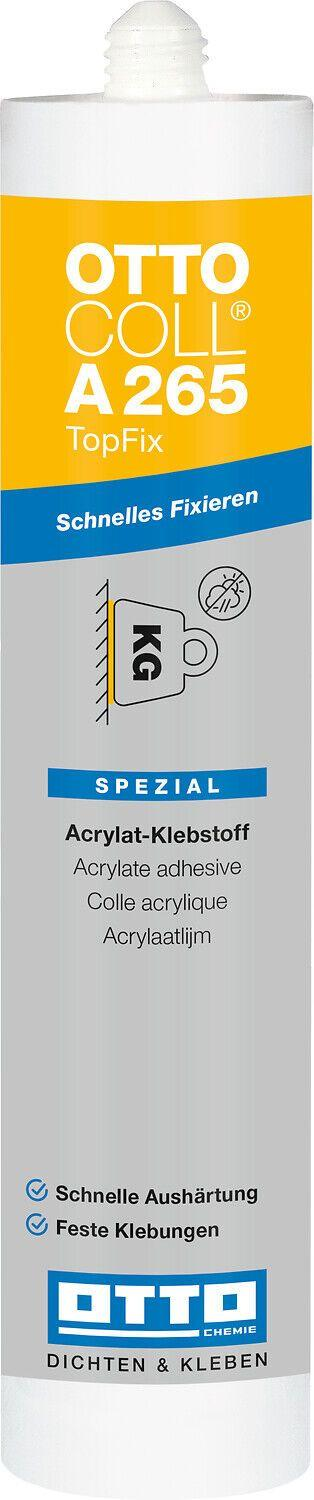 OTTO
COLL®
A 265
TopFix
Schnelles Fixieren
KG
SPEZIAL
Acrylat-Klebstoff
Acrylate adhesive
Colle acrylique
Acrylaatlijm
Schnelle Aushärtung
Feste Klebungen
OTTO
CHEMIE
DICHTEN & KLEBEN